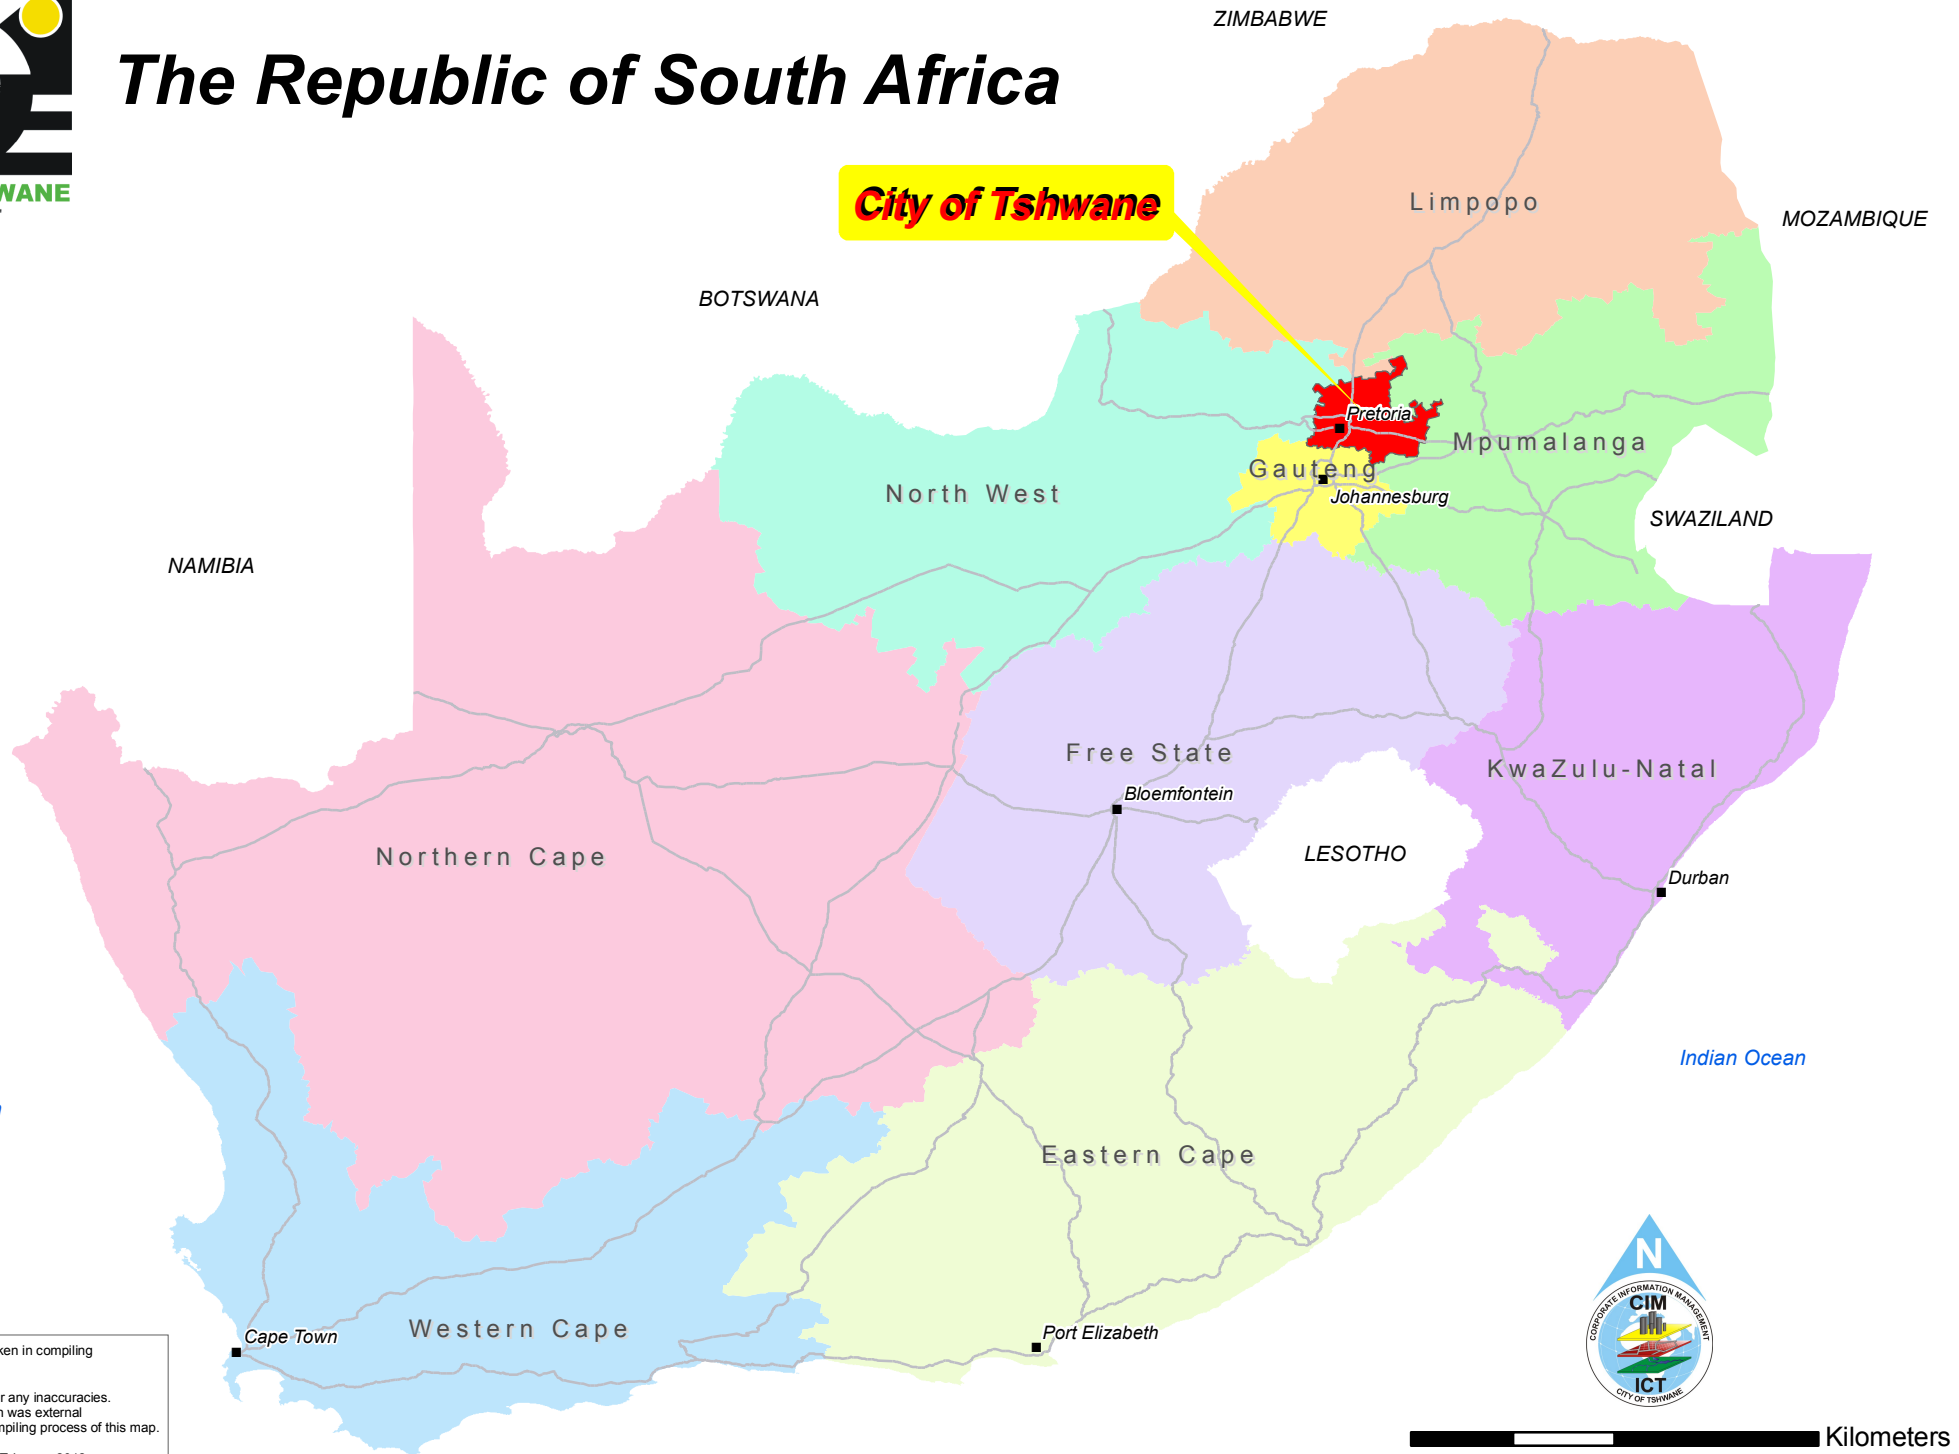 ZIMBABWE
The Republic of South Africa
WANE
City of Tshwane
Limpopo
MOZAMBIQUE
BOTSWANA
Pretoria
Mpumalanga
Gauteng
North West
Johannesburg
SWAZILAND
NAMIBIA
Free State
KwaZulu-Natal
Bloemfontein
Northern Cape
LESOTHO
Durban
Indian Ocean
Eastern Cape
N
CORPORATE INFORMATION MANAGEMENT
CIM
ICT
CITY OF TSHWANE
Western Cape
Cape Town
Port Elizabeth
ken in compiling
r any inaccuracies.
n was external
mpiling process of this map.
Kilometers